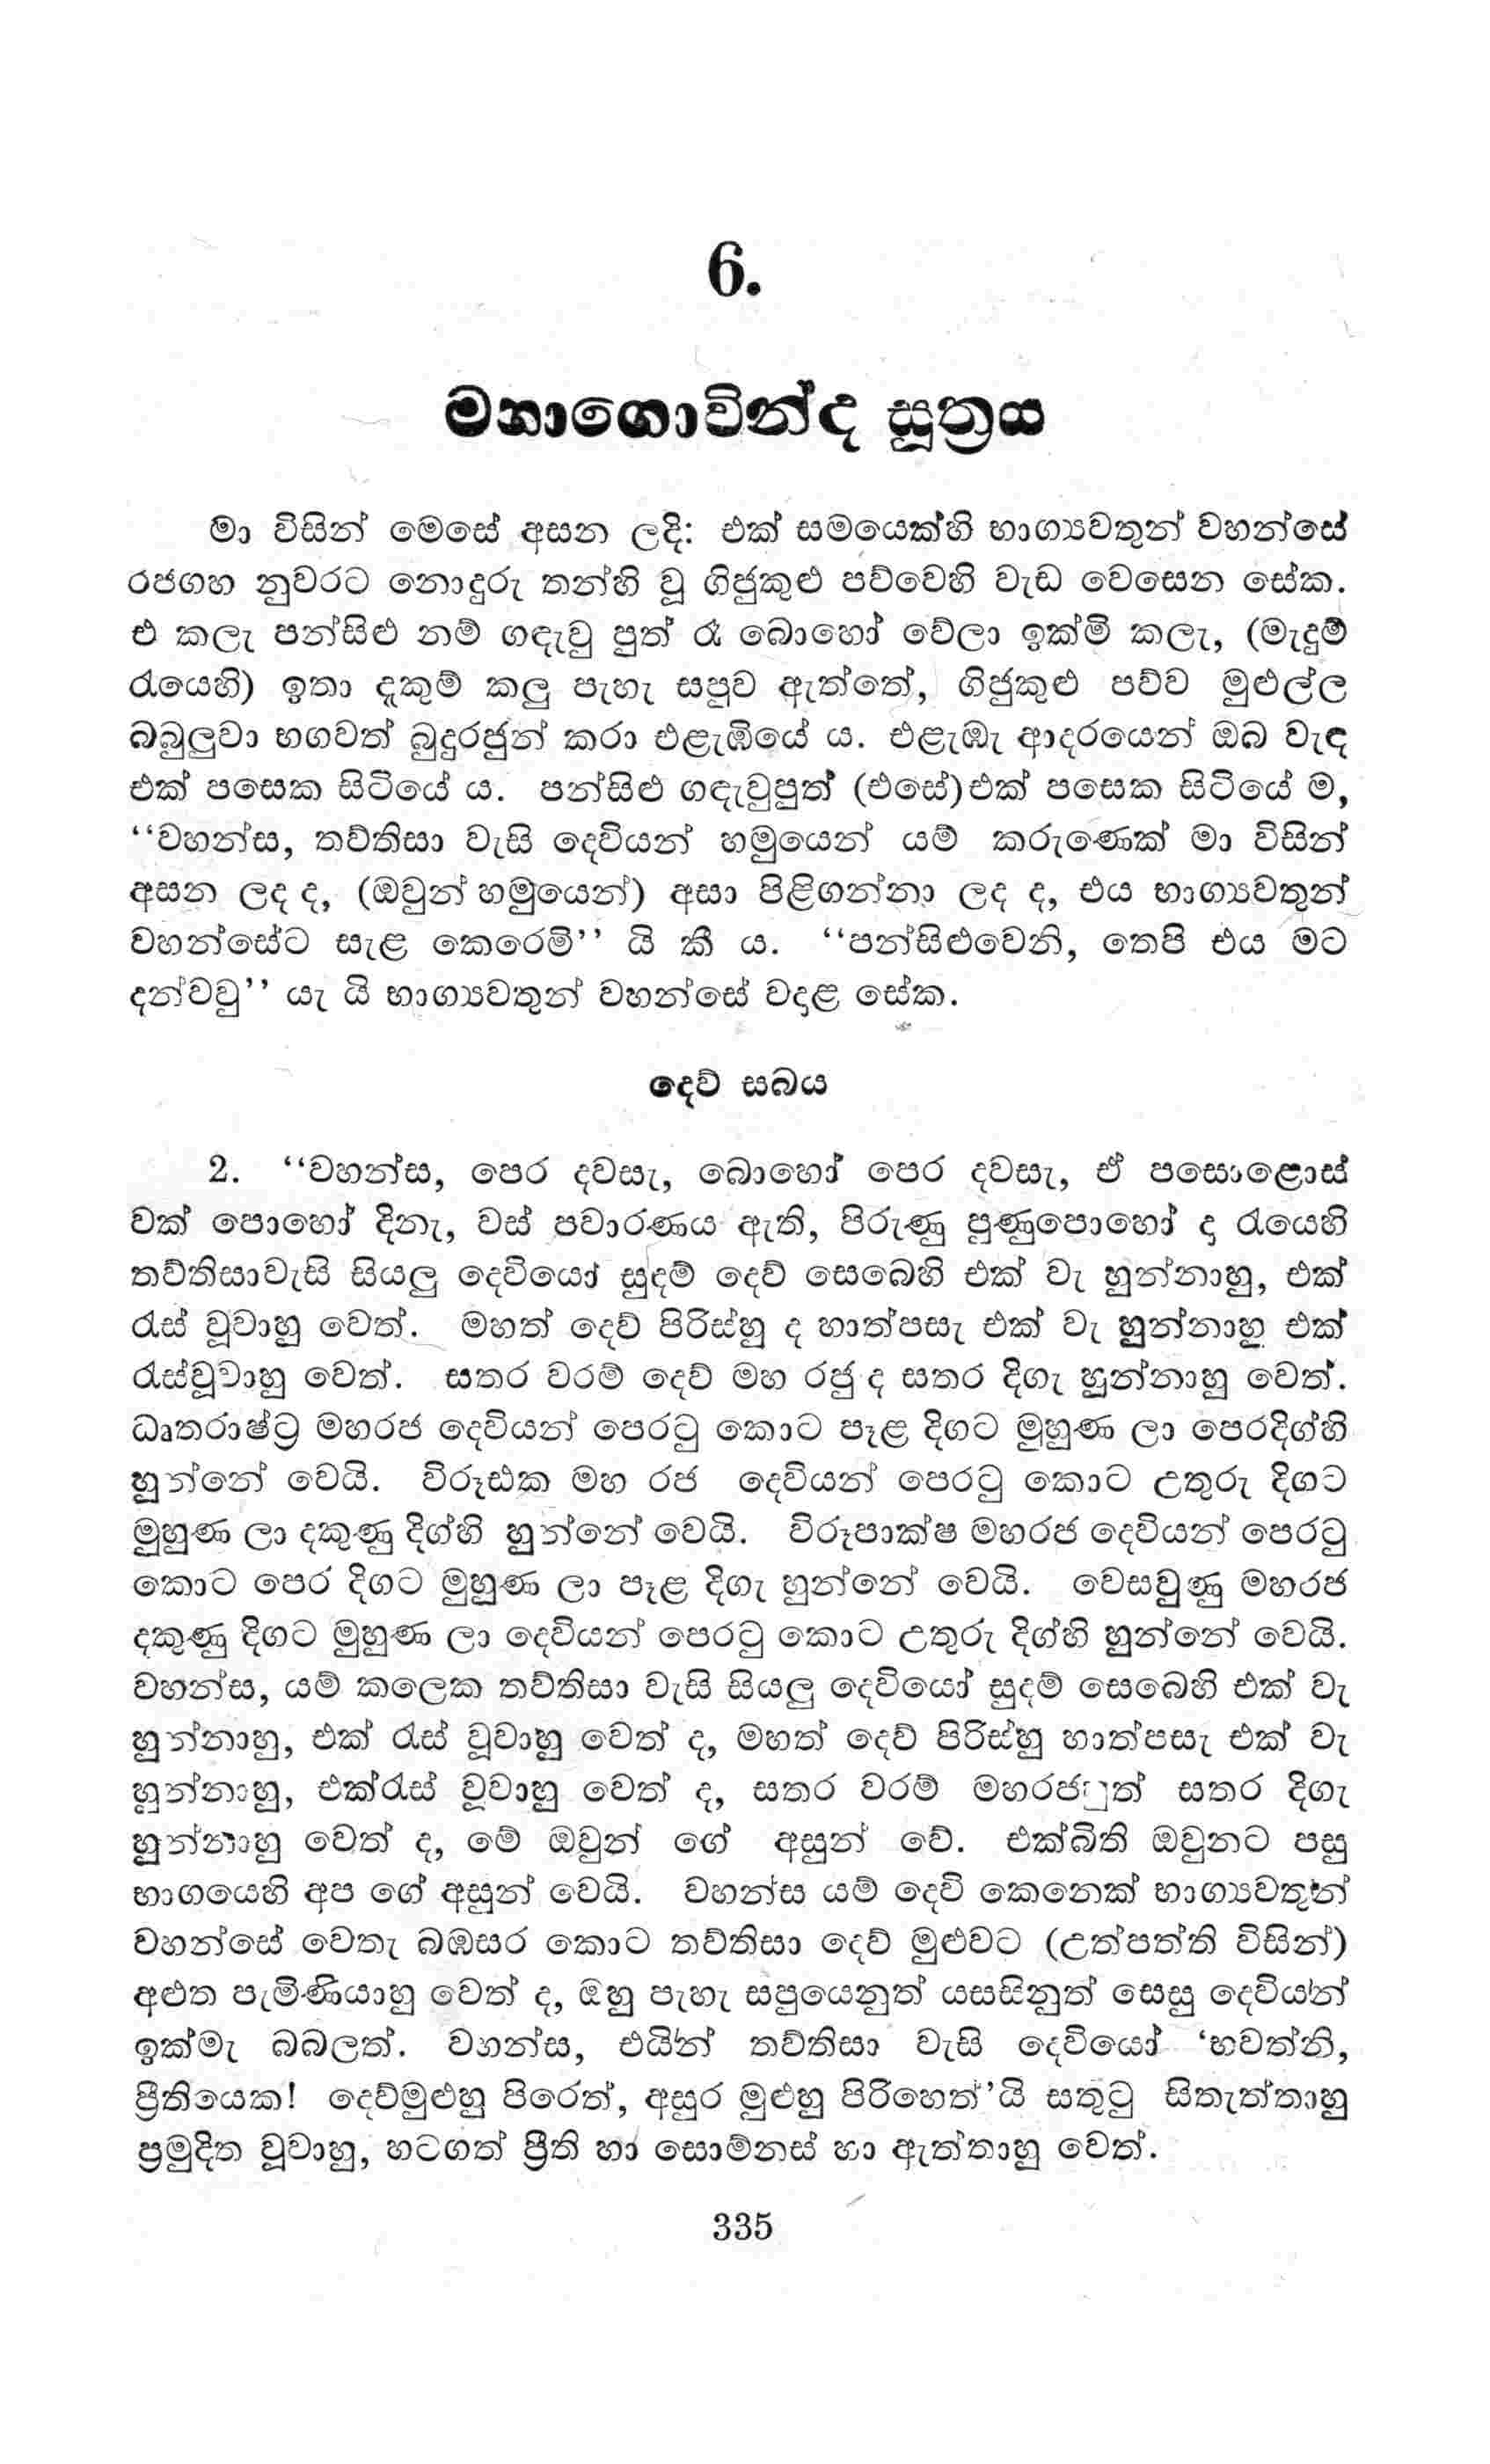 6.
මහාගොවින්ද සූත්‍රය
මා විසින් මෙසේ අසන ලදි: එක් සමයෙක්හි භාග්‍යවතුන් වහන්සේ
රජගහ නුවරට නොදුරු තන්හි වූ ගිජුකුළු පව්වෙහි වැඩ වෙසෙන සේක.
එ කලැ පන්සිළු නම් ගඳැවු පුත් රෑ බොහෝ වේලා ඉක්මි කලැ, (මැදුම්
රැයෙහි) ඉතා දැකුම් කලු පැහැ සපුව ඇත්තේ, ගිජුකුළු පව්ව මුළුල්ල
බබුලුවා භගවත් බුදුරජුන් කරා එළැඹියේ ය. එළැඹැ ආදරයෙන් ඔබ වැඳ
එක් පසෙක සිටියේ ය. පන්සිළු ගඳැවුපුත් (එසේ)එක් පසෙක සිටියේ ම,
“වහන්ස, තව්තිසා වැසි දෙවියන් හමුයෙන් යම් කරුණෙක් මා විසින්
අසන ලද ද, (ඔවුන් හමුයෙන්) අසා පිළිගන්නා ලද ද, එය භාග්‍යවතුන්
වහන්සේට සැළ කෙරෙමි” යි කී ය. “පන්සිළුවෙනි, තෙපි එය මට
දන්වවු” යැ යි භාග්‍යවතුන් වහන්සේ වදාළ සේක.
දෙව් සබය
2. “වහන්ස, පෙර දවසැ, බොහෝ පෙර දවසැ, ඒ පසොළොස්
වක් පොහෝ දිනැ, වස් පවාරණය ඇති, පිරුණු පුණුපොහෝ දා රැයෙහි
තව්තිසාවැසි සියලු දෙවියෝ සුදම් දෙව් සෙබෙහි එක් වැ හුන්නාහු, එක්
රැස් වූවාහු වෙත්. මහත් දෙව් පිරිස්හු ද හාත්පසැ එක් වැ හුන්නාහු එක්
රැස්වූවාහු වෙත්. සතර වරම් දෙව් මහ රජු ද සතර දිගැ හුන්නාහු වෙත්.
ධෘතරාෂ්ට්‍ර මහරජ දෙවියන් පෙරටු කොට පෑළ දිගට මුහුණ ලා පෙරදිග්හි
හුන්නේ වෙයි. විරූඪක මහ රජ දෙවියන් පෙරටු කොට උතුරු දිගට
මුහුණ ලා දකුණු දිග්හි හුන්නේ වෙයි. විරූපාක්ෂ මහරජ දෙවියන් පෙරටු
කොට පෙර දිගට මුහුණ ලා පෑළ දිගැ හුන්නේ වෙයි. වෙසවුණු මහරජ
දකුණු දිගට මුහුණ ලා දෙවියන් පෙරටු කොට උතුරු දිග්හි හුන්නේ වෙයි.
වහන්ස, යම් කලෙක තව්තිසා වැසි සියලු දෙවියෝ සුදම් සෙබෙහි එක් වැ
හුන්නාහු, එක් රැස් වූවාහු වෙත් ද, මහත් දෙව් පිරිස්හු හාත්පසැ එක් වැ
හුන්නාහු, එක්රැස් වූවාහු වෙත් ද, සතර වරම් සතර දිගැ
හුන්නාහු වෙත් ද, මේ ඔවුන් ගේ අසුන් වේ. එක්බිති ඔවුනට පසු
භාගයෙහි අප ගේ අසුන් වෙයි. වහන්ස යම් දෙවි කෙනෙක් භාග්‍යවතුන්
වහන්සේ වෙතැ බඹසර කොට තව්තිසා දෙව් මුළුවට (උත්පත්ති විසින්)
අළුත පැමිණියාහු වෙත් ද, ඔහු පැහැ සපුයෙනුත් යසසිනුත් සෙසු දෙවියන්
ඉක්මැ බබලත්. වහන්ස, එයින් තව්තිසා වැසි දෙවියෝ ‘භවත්නි,
ප්‍රීතියෙක! දෙව්මුළුහු පිරෙත්, අසුර මුළුහු පිරිහෙත්’යි සතුටු සිතැත්තාහු
ප්‍රමුදිත වූවාහු, හටගත් ප්‍රීති හා සොම්නස් හා ඇත්තාහු වෙත්.
335